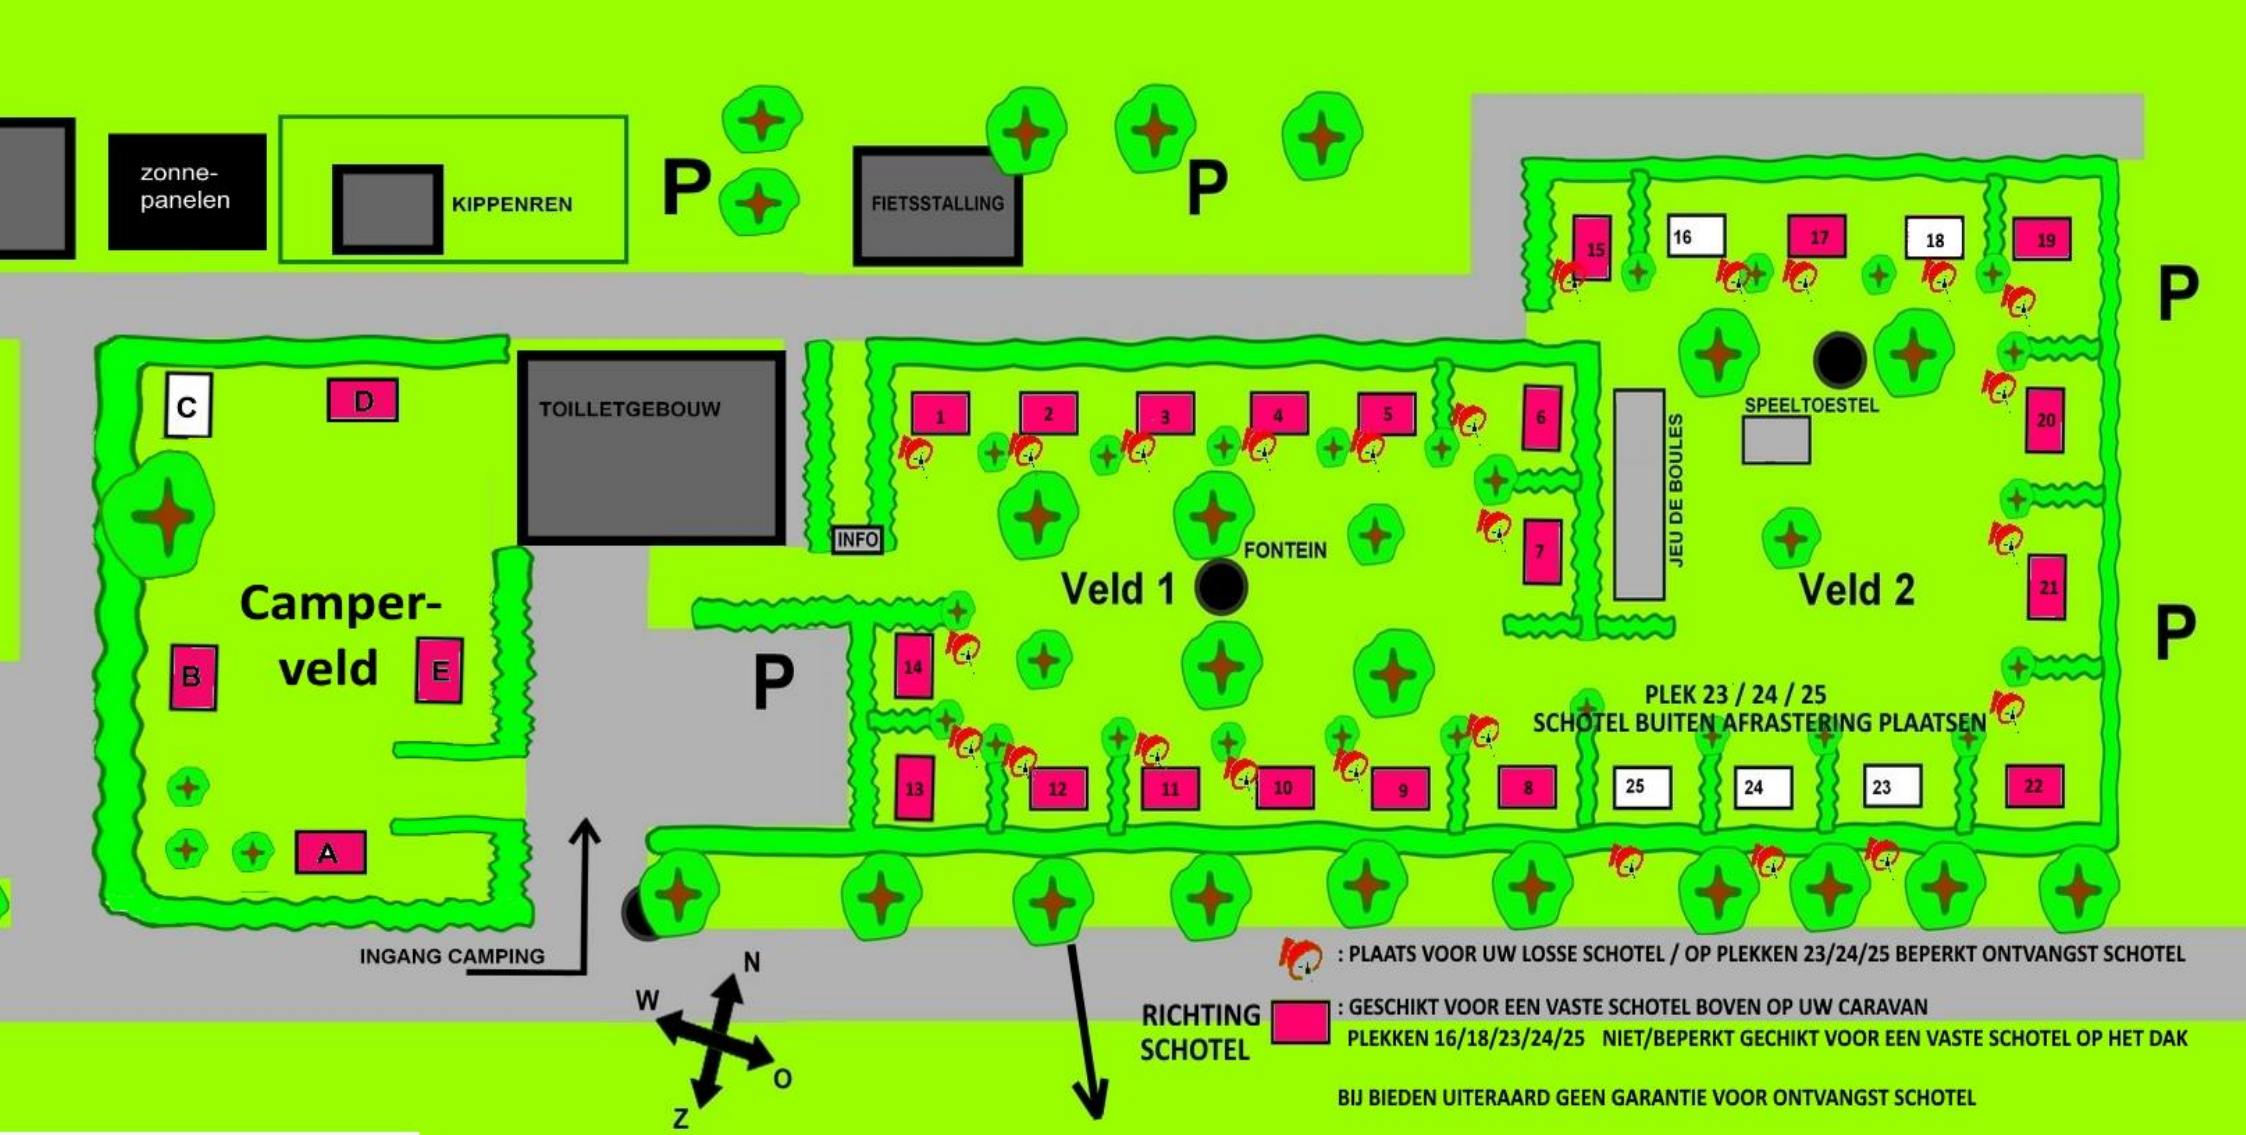 zonne-
panelen
KIPPENREN
P
FIETSSTALLING
P
15
16
17
18
19
P
C
D
TOILLETGEBOUW
INFO
1
2
3
4
5
6
7
JEU DE BOULES
SPEELTOESTEL
20
21
FONTEIN
Veld 1
Veld 2
P
Camper-
veld
B
E
A
P
14
13
12
11
10
9
8
PLEK 23 / 24 / 25
SCHOTEL BUITEN AFRASTERING PLAATSEN
25
24
23
22
INGANG CAMPING
N
W
O
Z
: PLAATS VOOR UW LOSSE SCHOTEL / OP PLEKKEN 23/24/25 BEPERKT ONTVANGST SCHOTEL
RICHTING
SCHOTEL
: GESCHIKT VOOR EEN VASTE SCHOTEL BOVEN OP UW CARAVAN
PLEKKEN 16/18/23/24/25 NIET/BEPERKT GECHIKT VOOR EEN VASTE SCHOTEL OP HET DAK
BIJ BIEDEN UITERAARD GEEN GARANTIE VOOR ONTVANGST SCHOTEL